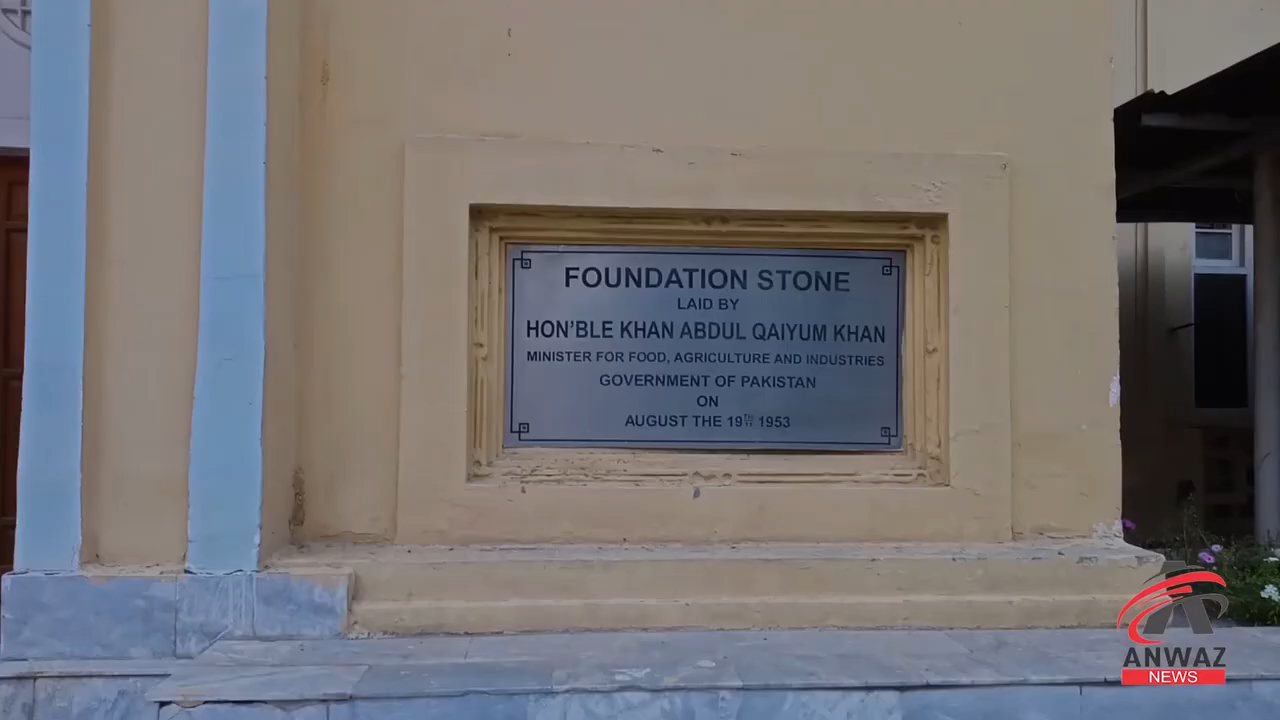 FOUNDATION STONE
LAID BY
HON'BLE KHAN ABDUL QAIYUM KHAN
MINISTER FOR FOOD, AGRICULTURE AND INDUSTRIES
GOVERNMENT OF PAKISTAN
ON
AUGUST THE 19TH 1953
ANWAZ
NEWS